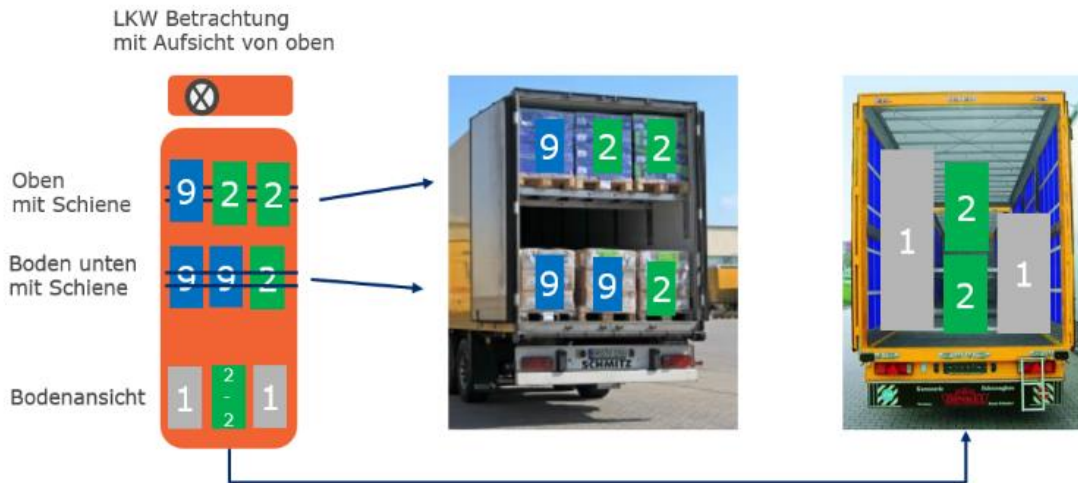 LKW Betrachtung
mit Aufsicht von oben
Oben
mit Schiene
9 2 2
Boden unten
mit Schiene
9 9 2
Bodenansicht
1
2
-
2
1
9 2 2
9 9 2
SCHMITZ
1
2
2
1